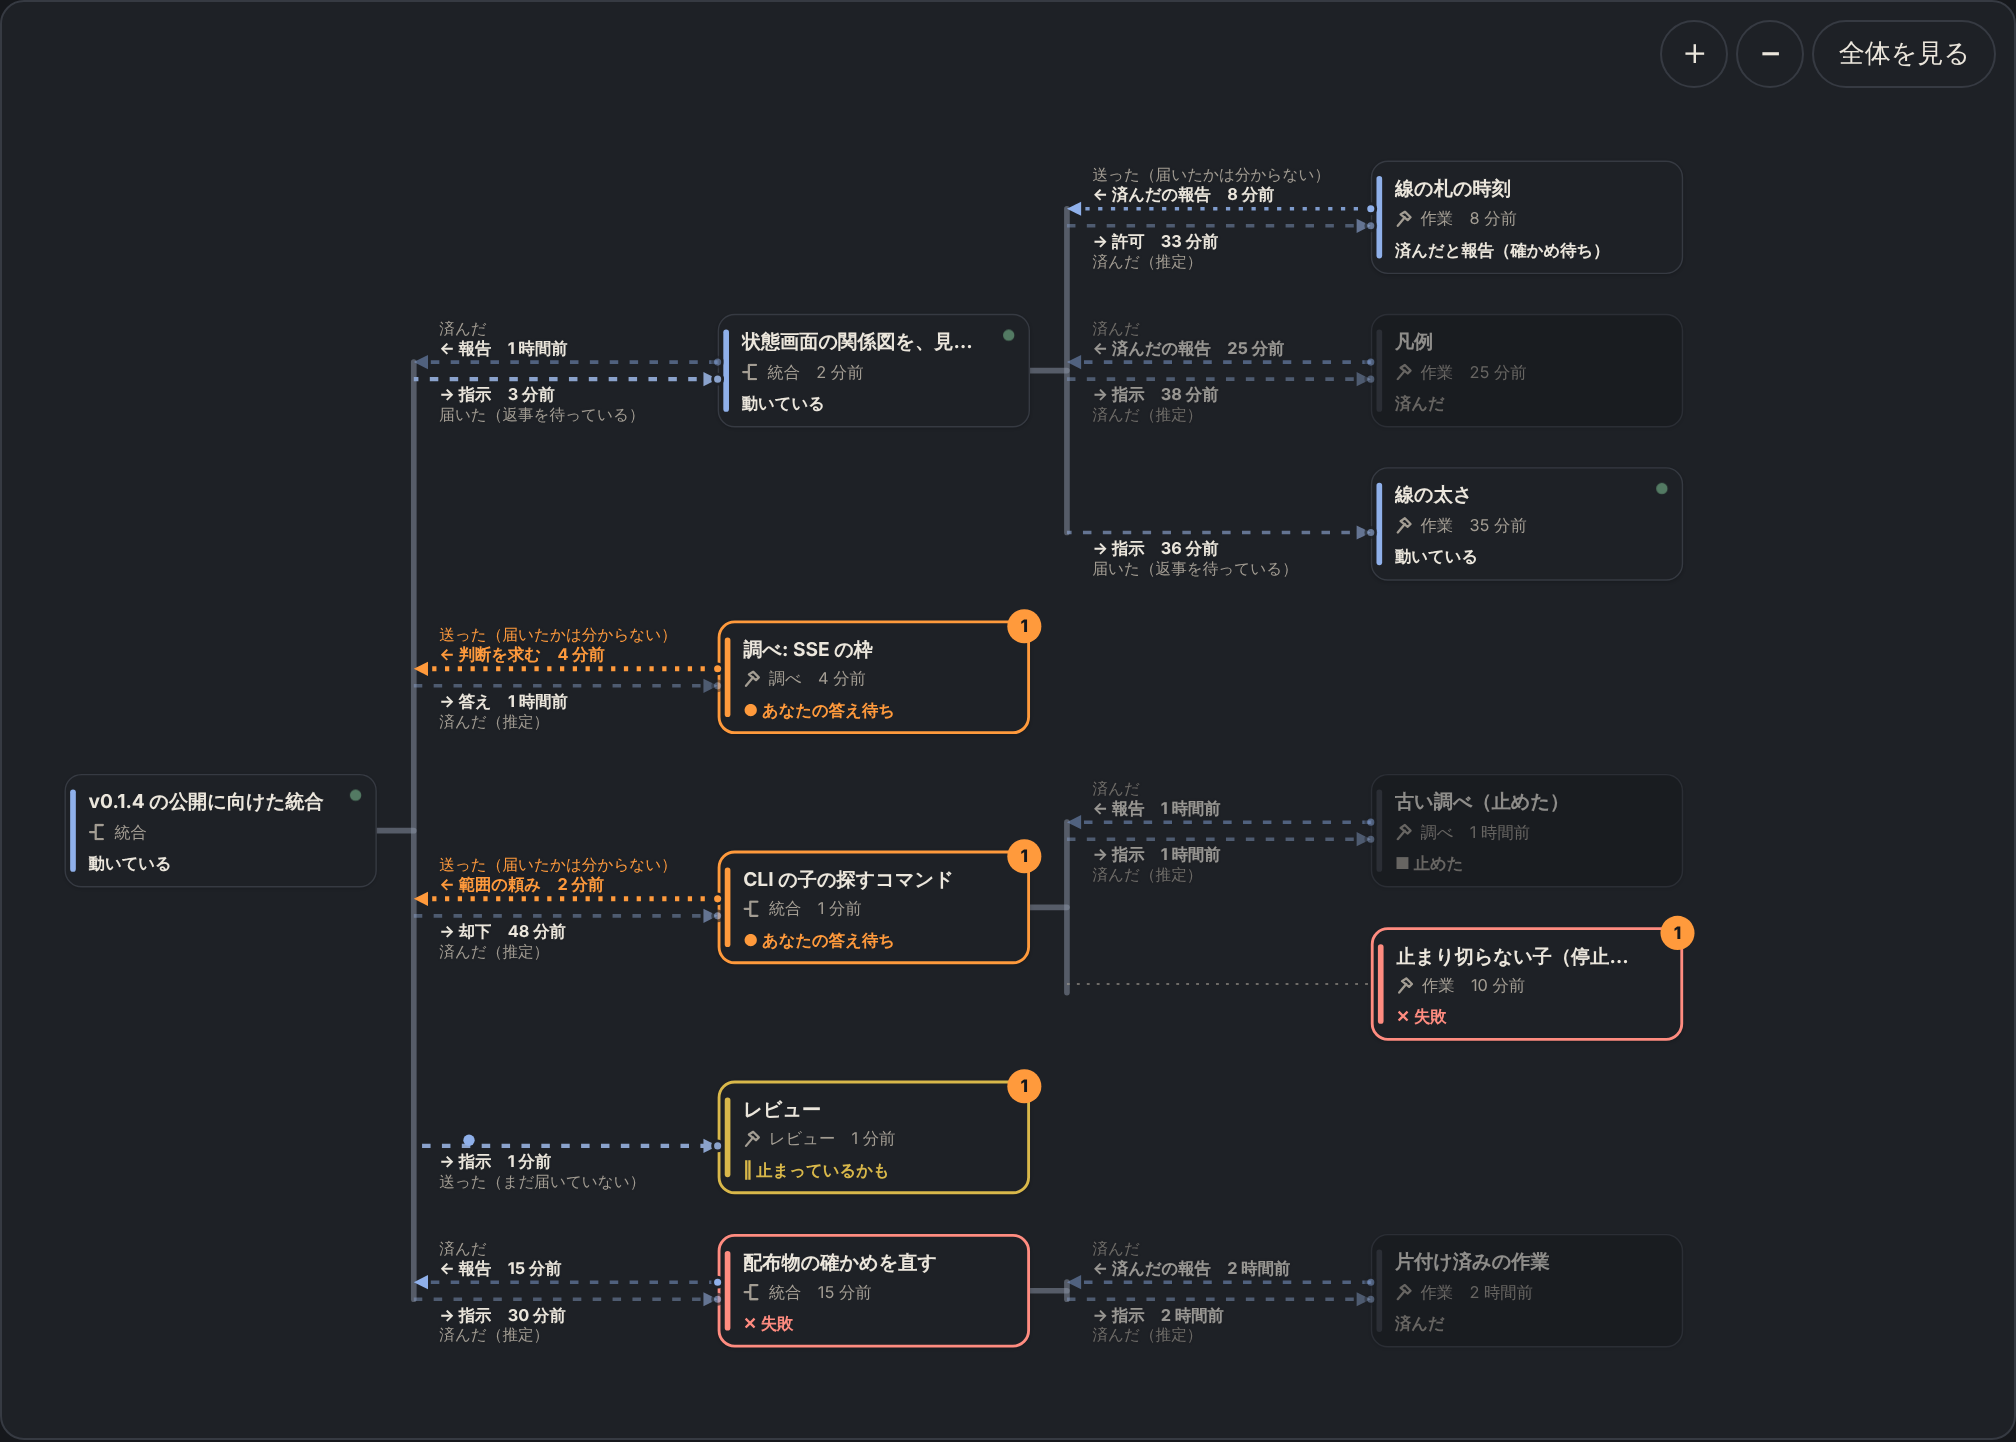 +
−
全体を見る
送った（届いたかは分からない）
← 済んだの報告　8 分前
→ 許可　33 分前
済んだ（推定）
線の札の時刻
作業　8 分前
済んだと報告（確かめ待ち）
済んだ
← 報告　1 時間前
→ 指示　3 分前
届いた（返事を待っている）
状態画面の関係図を、見…
統合　2 分前
動いている
済んだ
← 済んだの報告　25 分前
→ 指示　38 分前
済んだ（推定）
凡例
作業　25 分前
済んだ
→ 指示　36 分前
届いた（返事を待っている）
線の太さ
作業　35 分前
動いている
送った（届いたかは分からない）
← 判断を求む　4 分前
→ 答え　1 時間前
済んだ（推定）
1
調べ: SSE の枠
調べ　4 分前
あなたの答え待ち
v0.1.4 の公開に向けた統合
統合
動いている
送った（届いたかは分からない）
← 範囲の頼み　2 分前
→ 却下　48 分前
済んだ（推定）
1
CLI の子の探すコマンド
統合　1 分前
あなたの答え待ち
済んだ
← 報告　1 時間前
→ 指示　1 時間前
済んだ（推定）
古い調べ（止めた）
調べ　1 時間前
■ 止めた
1
止まり切らない子（停止…
作業　10 分前
✕ 失敗
→ 指示　1 分前
送った（まだ届いていない）
1
レビュー
レビュー　1 分前
止まっているかも
済んだ
← 報告　15 分前
→ 指示　30 分前
済んだ（推定）
配布物の確かめを直す
統合　15 分前
✕ 失敗
済んだ
← 済んだの報告　2 時間前
→ 指示　2 時間前
済んだ（推定）
片付け済みの作業
作業　2 時間前
済んだ